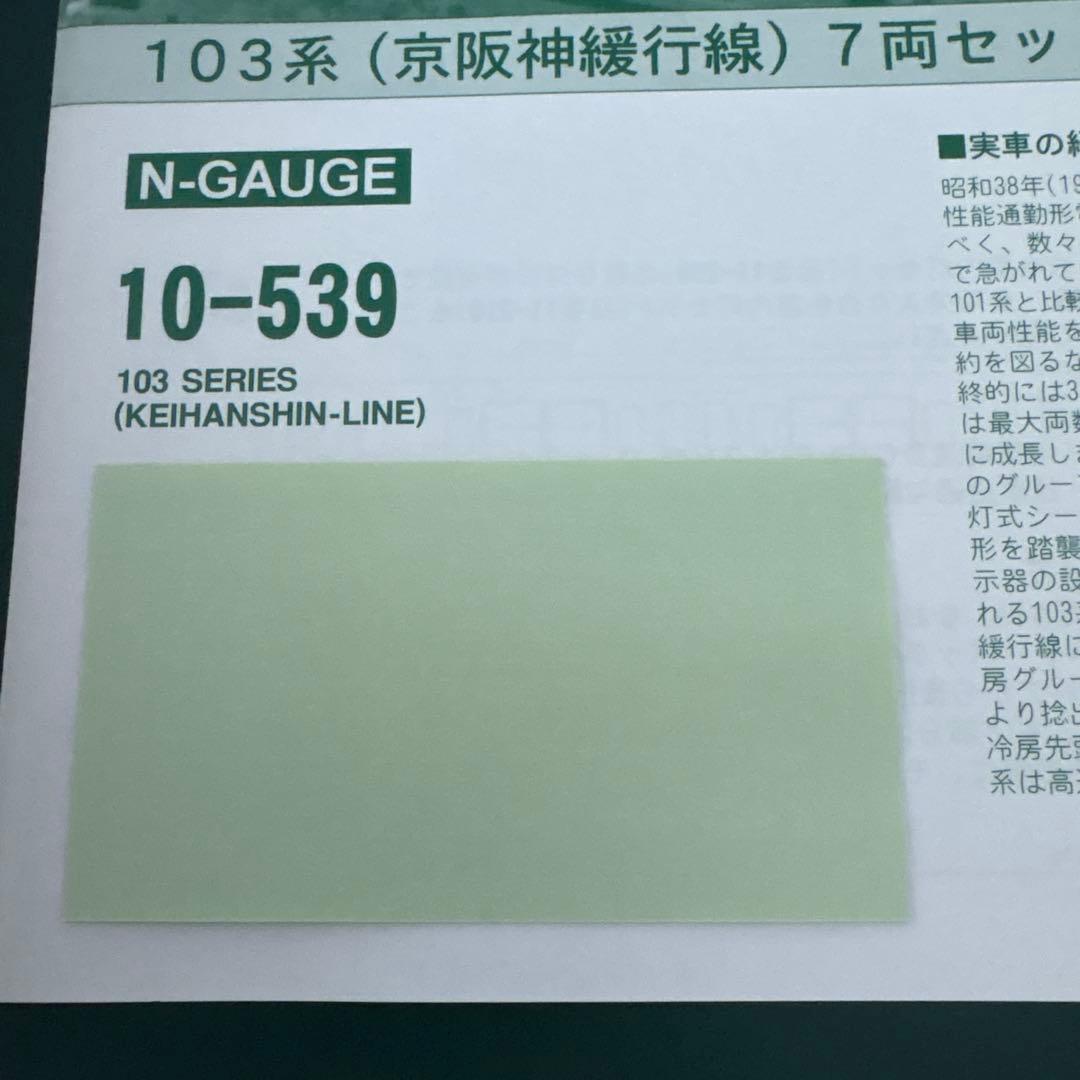 103系(京阪神緩行線)7両セッ
N-GAUGE
10-539
103 SERIES
(KEIHANSHIN-LINE)
■実車の
昭和38年(19
性能通勤形
べく、数々
で急がれて
101系と比較
車両性能を
約を図るな
終的には3
は最大両数
に成長しま
のグルー
灯式シー
形を踏襲
示器の設
れる103系
緩行線に
房グルー
より捻出
冷房先頭
系は高